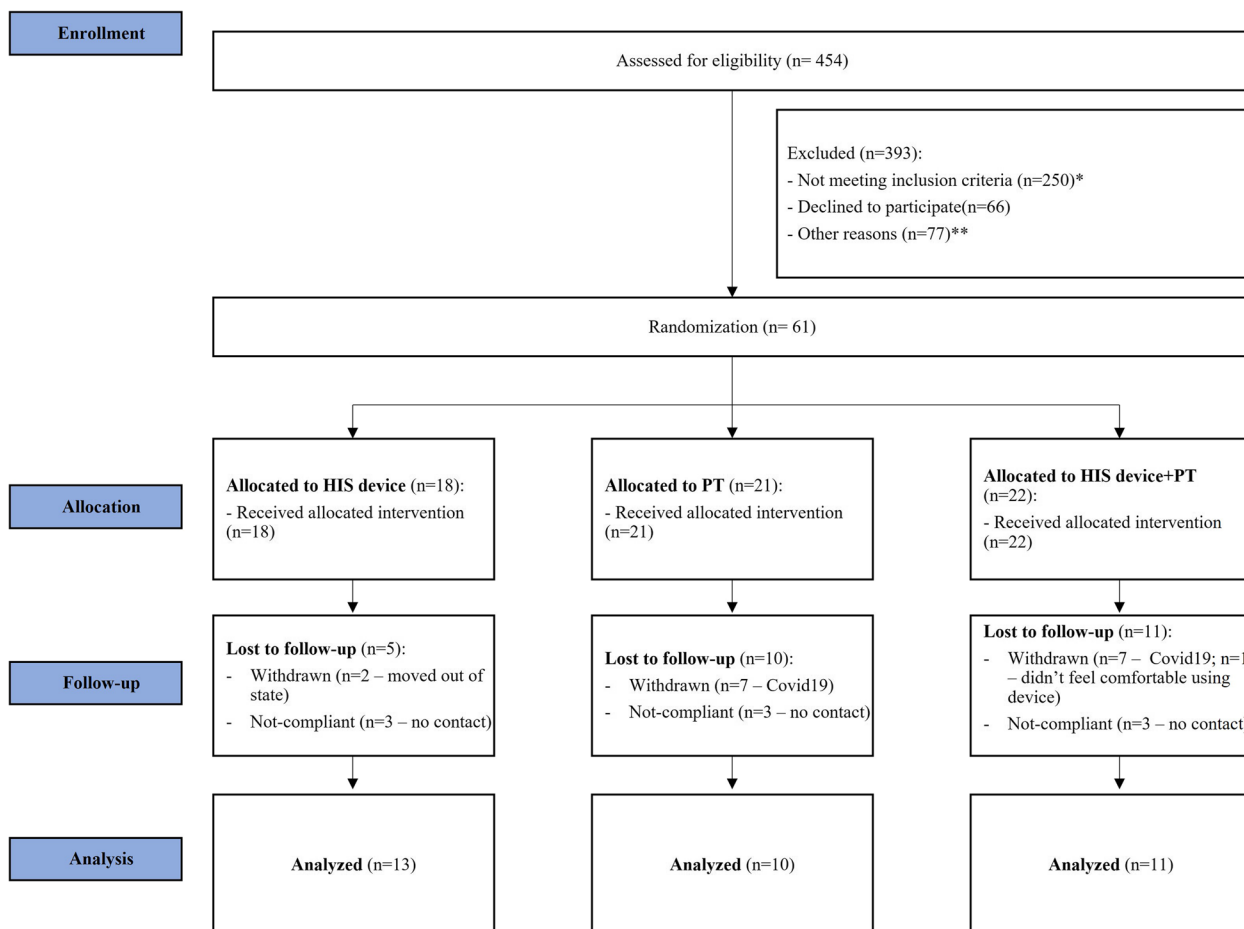 Enrollment
Assessed for eligibility (n= 454)
Excluded (n=393):
- Not meeting inclusion criteria (n=250)*
- Declined to participate(n=66)
- Other reasons (n=77)**
Randomization (n= 61)
Allocation
Allocated to HIS device (n=18):
- Received allocated intervention
(n=18)
Allocated to PT (n=21):
- Received allocated intervention
(n=21)
Allocated to HIS device+PT
(n=22):
- Received allocated intervention
(n=22)
Follow-up
Lost to follow-up (n=5):
- Withdrawn (n=2 – moved out of
state)
- Not-compliant (n=3 – no contact)
Lost to follow-up (n=10):
- Withdrawn (n=7 – Covid19)
- Not-compliant (n=3 – no contact)
Lost to follow-up (n=11):
- Withdrawn (n=7 – Covid19; n=1
– didn’t feel comfortable using
device)
- Not-compliant (n=3 – no contact
Analysis
Analyzed (n=13)
Analyzed (n=10)
Analyzed (n=11)